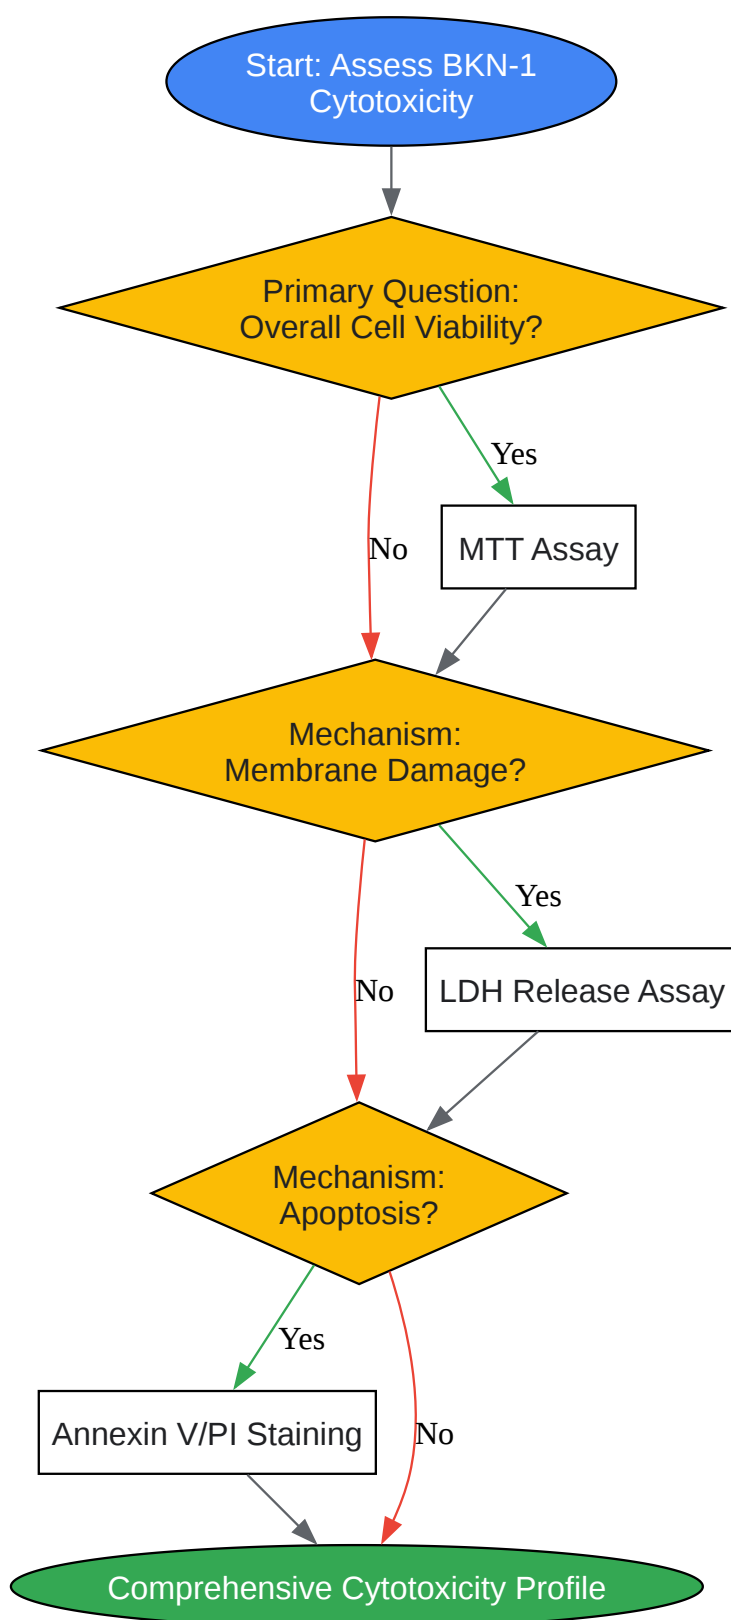 Start: Assess BKN-1
Cytotoxicity
Primary Question:
Overall Cell Viability?
Yes
No
MTT Assay
Mechanism:
Membrane Damage?
Yes
No
LDH Release Assay
Mechanism:
Apoptosis?
Yes
No
Annexin V/PI Staining
Comprehensive Cytotoxicity Profile